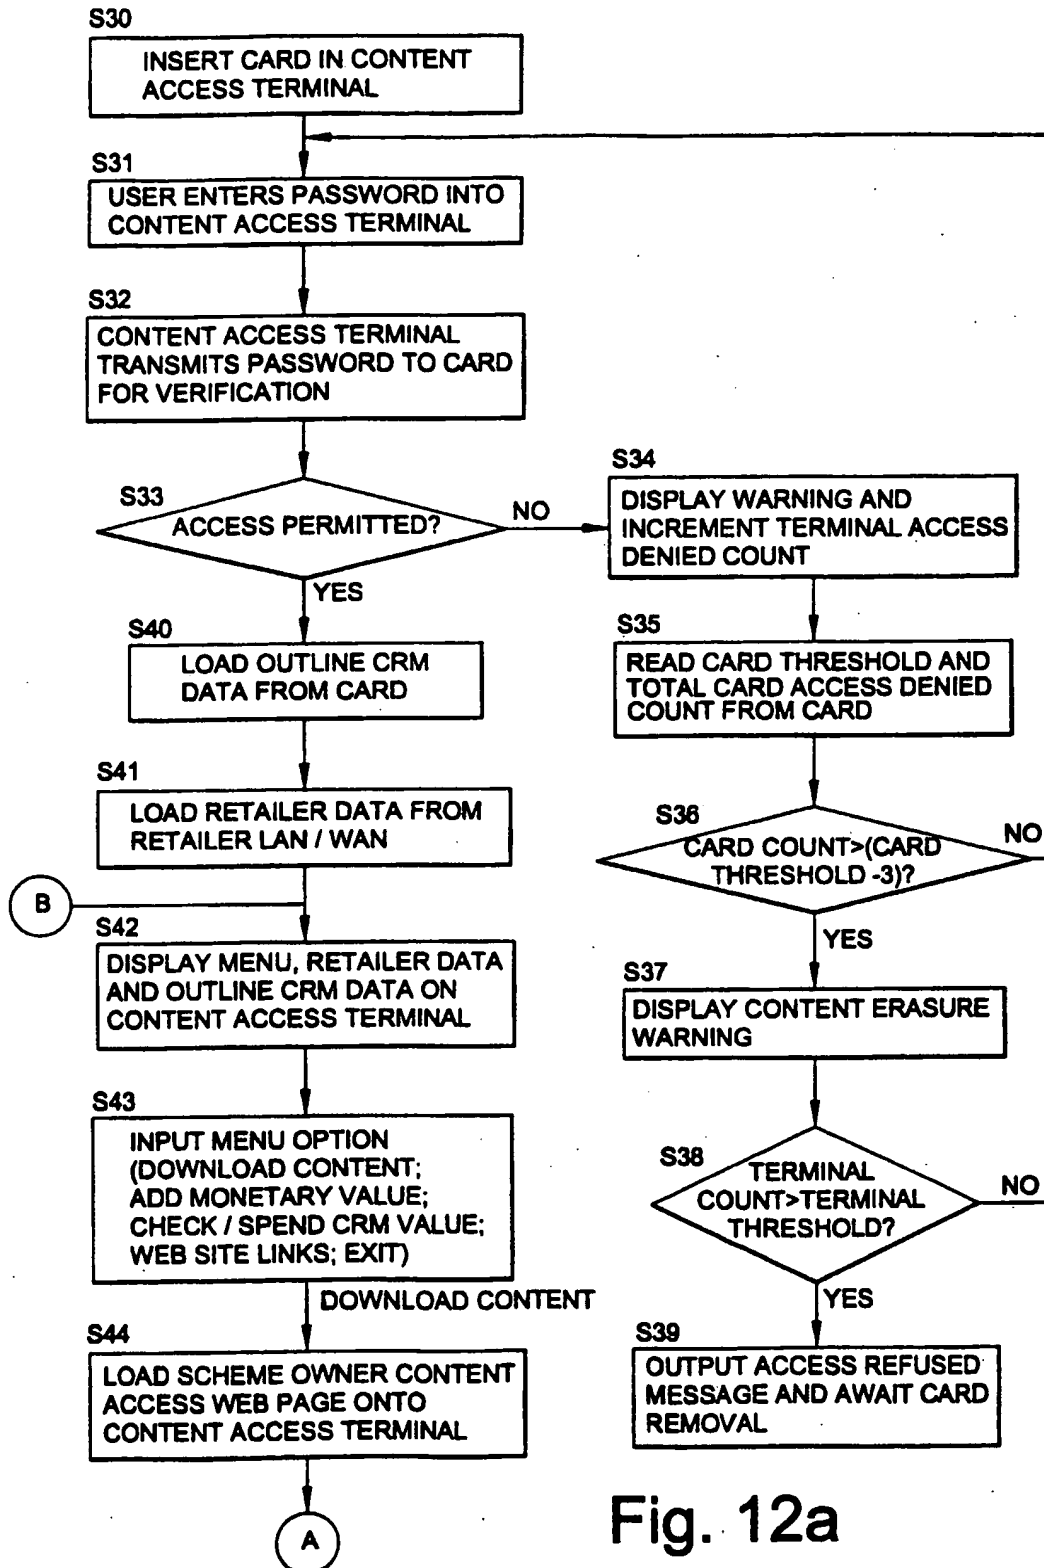 S30
INSERT CARD IN CONTENT
ACCESS TERMINAL
S31
USER ENTERS PASSWORD INTO
CONTENT ACCESS TERMINAL
S32
CONTENT ACCESS TERMINAL
TRANSMITS PASSWORD TO CARD
FOR VERIFICATION
S33
ACCESS PERMITTED?
NO
YES
S34
DISPLAY WARNING AND
INCREMENT TERMINAL ACCESS
DENIED COUNT
S35
READ CARD THRESHOLD AND
TOTAL CARD ACCESS DENIED
COUNT FROM CARD
S36
CARD COUNT>(CARD
THRESHOLD -3)?
NO
YES
S37
DISPLAY CONTENT ERASURE
WARNING
S38
TERMINAL
COUNT>TERMINAL
THRESHOLD?
NO
YES
S39
OUTPUT ACCESS REFUSED
MESSAGE AND AWAIT CARD
REMOVAL
S40
LOAD OUTLINE CRM
DATA FROM CARD
S41
LOAD RETAILER DATA FROM
RETAILER LAN / WAN
B
S42
DISPLAY MENU, RETAILER DATA
AND OUTLINE CRM DATA ON
CONTENT ACCESS TERMINAL
S43
INPUT MENU OPTION
(DOWNLOAD CONTENT;
ADD MONETARY VALUE;
CHECK / SPEND CRM VALUE;
WEB SITE LINKS; EXIT)
DOWNLOAD CONTENT
S44
LOAD SCHEME OWNER CONTENT
ACCESS WEB PAGE ONTO
CONTENT ACCESS TERMINAL
A
Fig. 12a